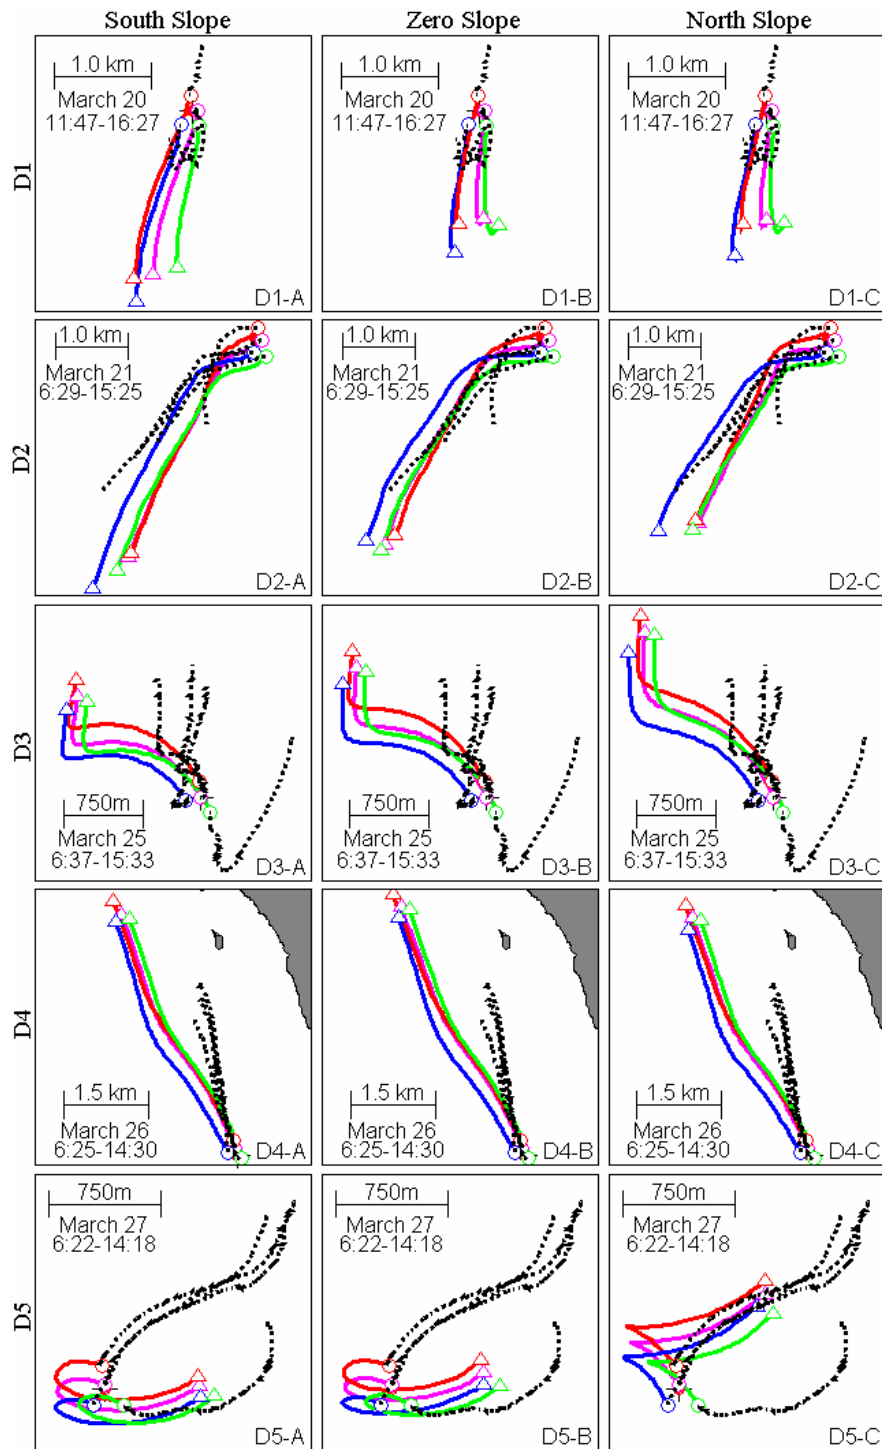 South Slope Zero Slope North Slope
D1
1.0 km 1.0 km 1.0 km
March 20 March 20 March 20
11:47-16:27 11:47-16:27 11:47-16:27
D1-A D1-B D1-C
D2
1.0 km 1.0 km 1.0 km
March 21 March 21 March 21
6:29-15:25 6:29-15:25 6:29-15:25
D2-A D2-B D2-C
D3
750m 750m 750m
March 25 March 25 March 25
6:37-15:33 6:37-15:33 6:37-15:33
D3-A D3-B D3-C
D4
1.5 km 1.5 km 1.5 km
March 26 March 26 March 26
6:25-14:30 6:25-14:30 6:25-14:30
D4-A D4-B D4-C
D5
750m 750m 750m
March 27 March 27 March 27
6:22-14:18 6:22-14:18 6:22-14:18
D5-A D5-B D5-C